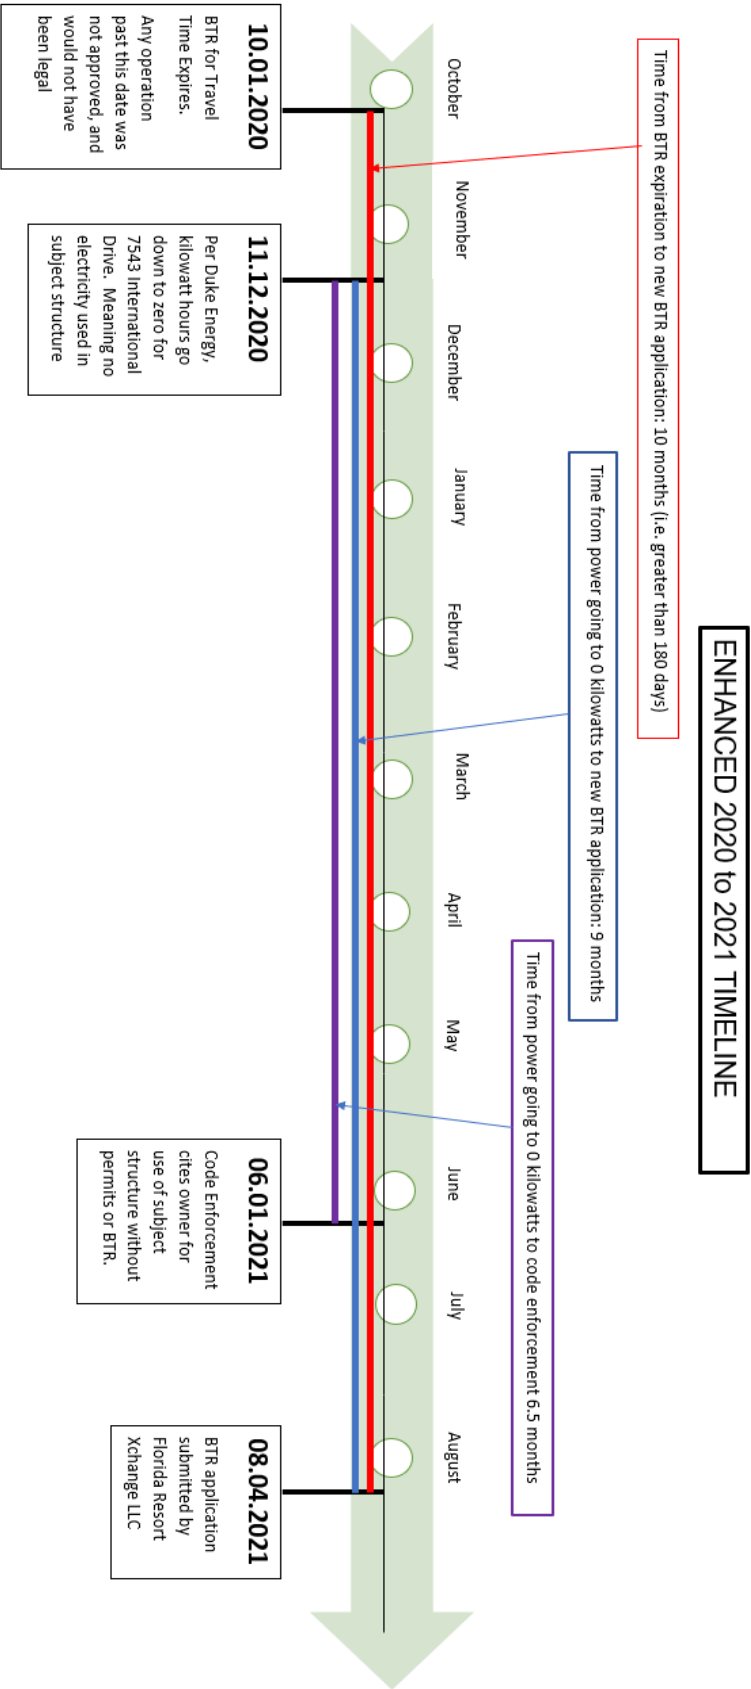 ENHANCED 2020 to 2021 TIMELINE
Time from BTR expiration to new BTR application: 10 months (i.e. greater than 180 days)
Time from power going to 0 kilowatts to new BTR application: 9 months
Time from power going to 0 kilowatts to code enforcement 6.5 months
October
November
December
January
February
March
April
May
June
July
August
10.01.2020
BTR for Travel
Time Expires.
Any operation
past this date was
not approved, and
would not have
been legal
11.12.2020
Per Duke Energy,
kilowatt hours go
down to zero for
7543 International
Drive. Meaning no
electricity used in
subject structure
06.01.2021
Code Enforcement
cites owner for
use of subject
structure without
permits or BTR.
08.04.2021
BTR application
submitted by
Florida Resort
Xchange LLC